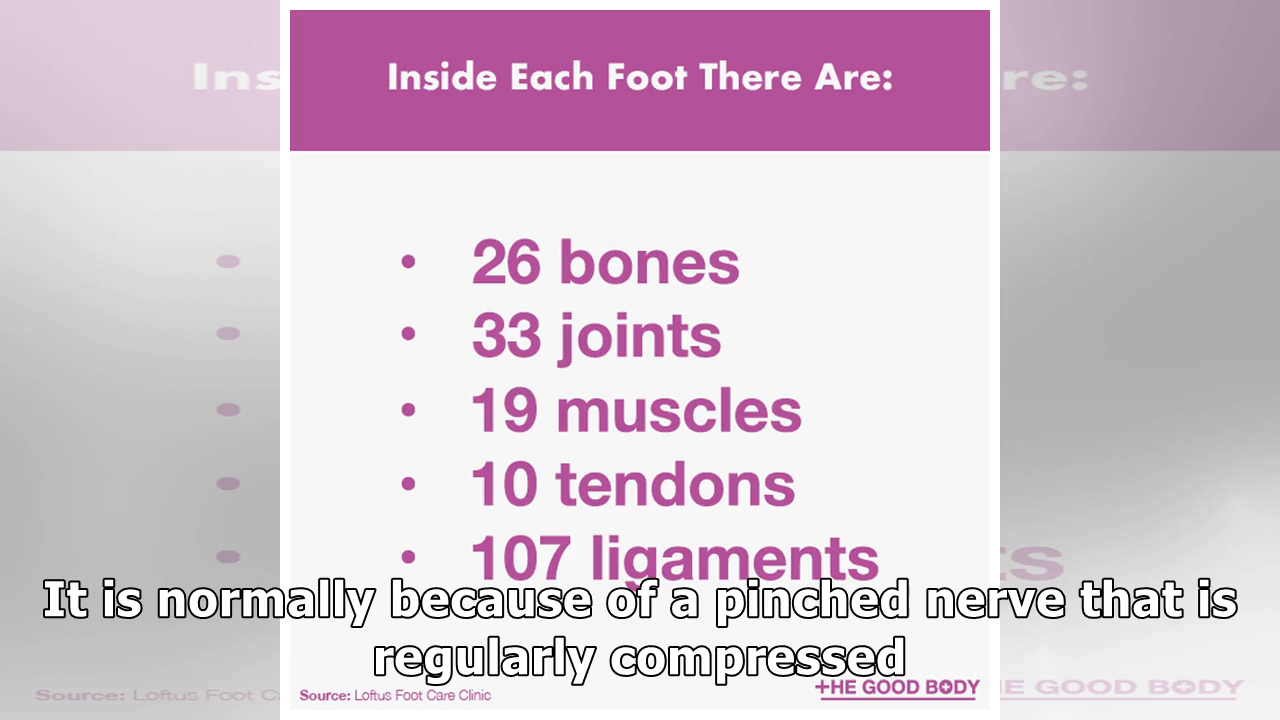 Inside Each Foot There Are:
• 26 bones
• 33 joints
• 19 muscles
• 10 tendons
• 107 ligaments
It is normally because of a pinched nerve that is
regularly compressed
Source: Loftus Foot Care Clinic
THE GOOD BODY